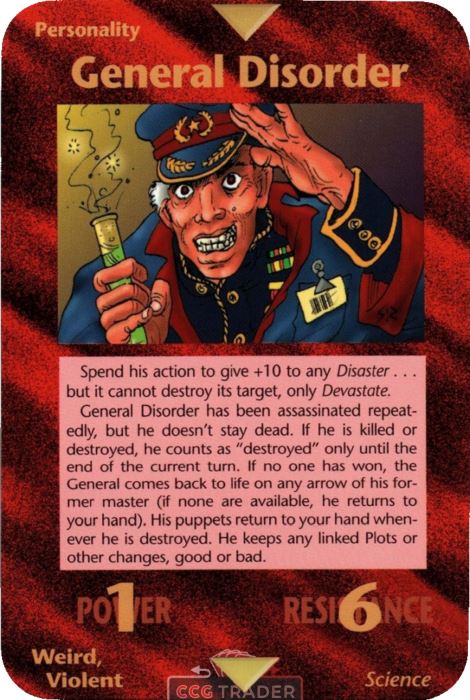 Personality
General Disorder
SJZ
Spend his action to give +10 to any Disaster . . .
but it cannot destroy its target, only Devastate.
General Disorder has been assassinated repeat-
edly, but he doesn't stay dead. If he is killed or
destroyed, he counts as "destroyed" only until the
end of the current turn. If no one has won, the
General comes back to life on any arrow of his for-
mer master (if none are available, he returns to
your hand). His puppets return to your hand when-
ever he is destroyed. He keeps any linked Plots or
other changes, good or bad.
POWER 1 RESISTANCE 6
Weird,
Violent
Science
CCG TRADER